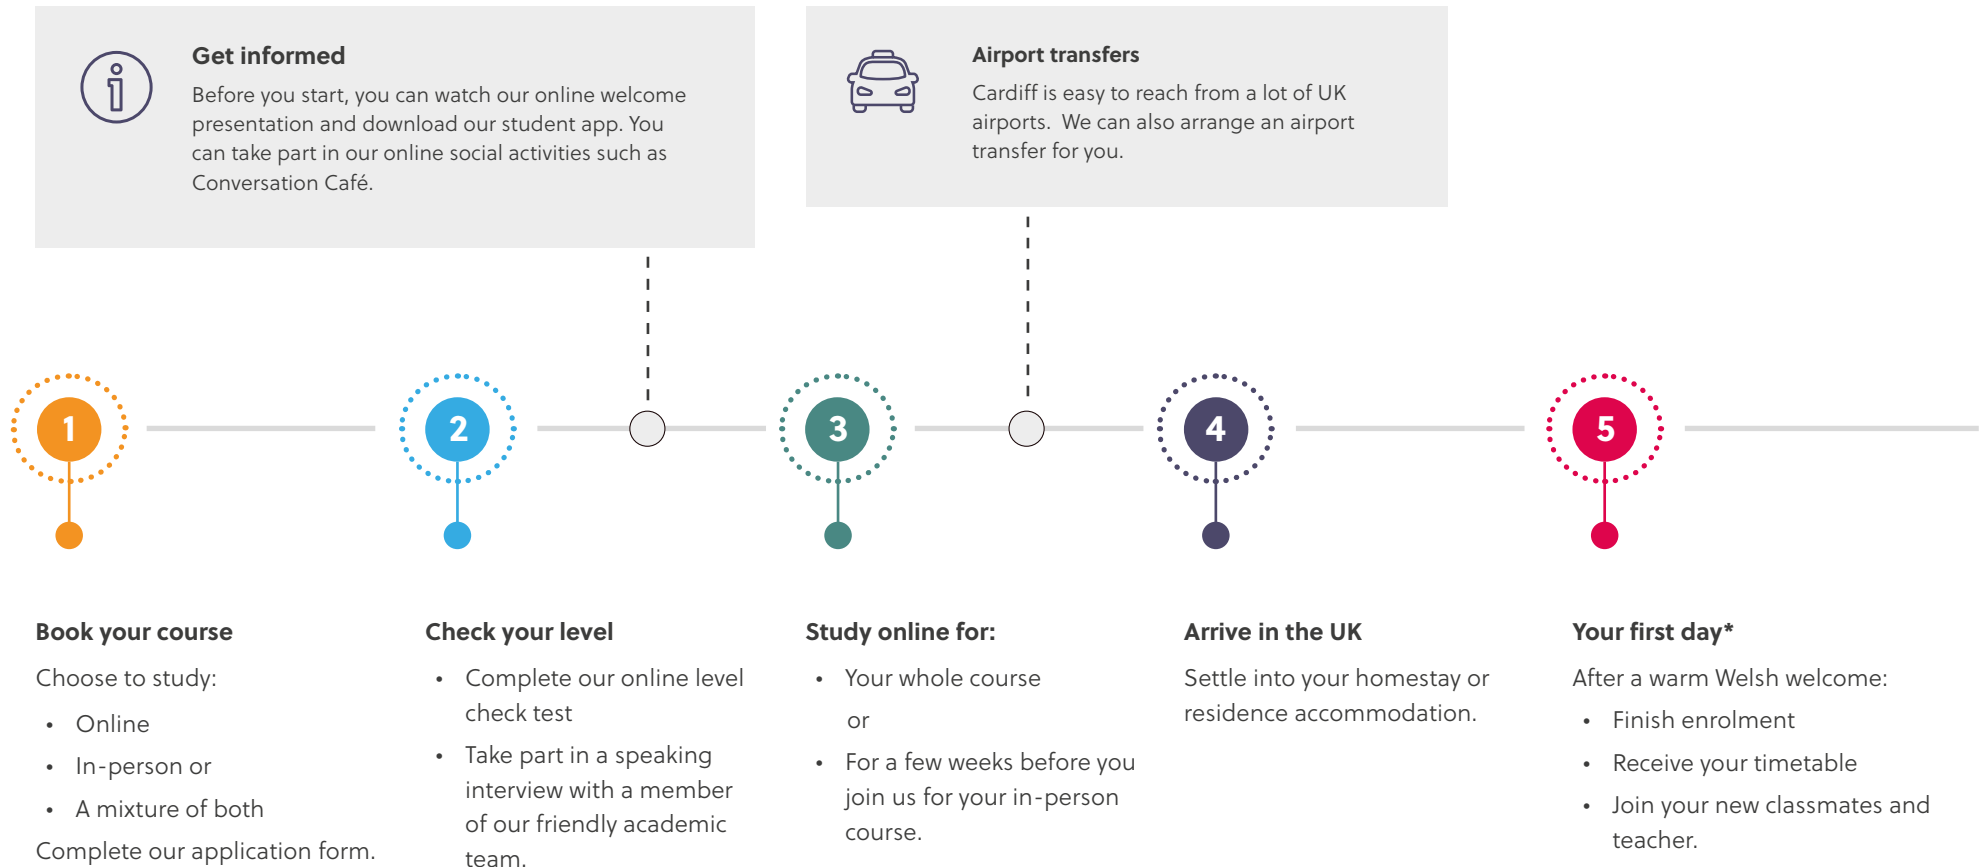 Get informed
Before you start, you can watch our online welcome
presentation and download our student app. You
can take part in our online social activities such as
Conversation Café.
Airport transfers
Cardiff is easy to reach from a lot of UK
airports.  We can also arrange an airport
transfer for you.
1
2
3
4
5
Book your course
Choose to study:
• Online
• In-person or
• A mixture of both
Complete our application form.
Check your level
• Complete our online level
check test
• Take part in a speaking
interview with a member
of our friendly academic
team.
Study online for:
• Your whole course
or
• For a few weeks before you
join us for your in-person
course.
Arrive in the UK
Settle into your homestay or
residence accommodation.
Your first day*
After a warm Welsh welcome:
• Finish enrolment
• Receive your timetable
• Join your new classmates and
teacher.